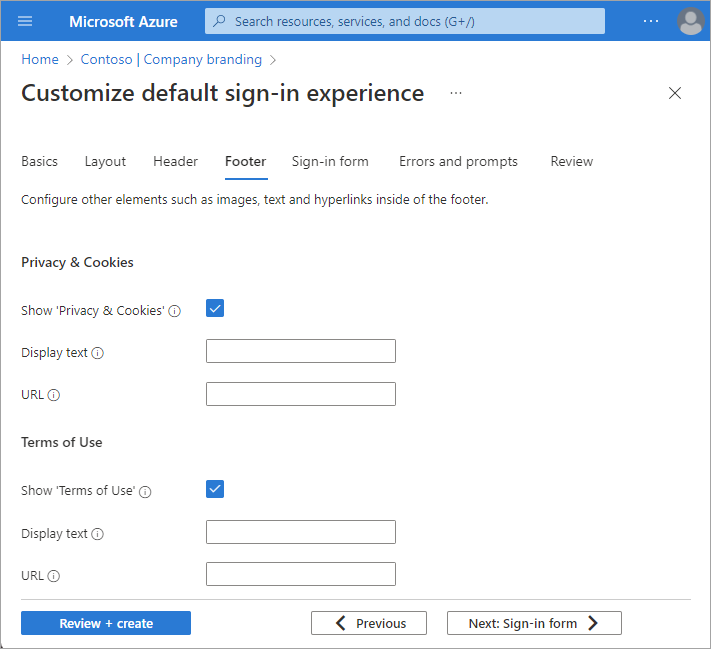 Microsoft Azure
Search resources, services, and docs (G+/)
Home > Contoso | Company branding >
Customize default sign-in experience ...
Basics Layout Header Footer Sign-in form Errors and prompts Review
Configure other elements such as images, text and hyperlinks inside of the footer.
Privacy & Cookies
Show 'Privacy & Cookies'
Display text
URL
Terms of Use
Show 'Terms of Use'
Display text
URL
Review + create Previous Next: Sign-in form